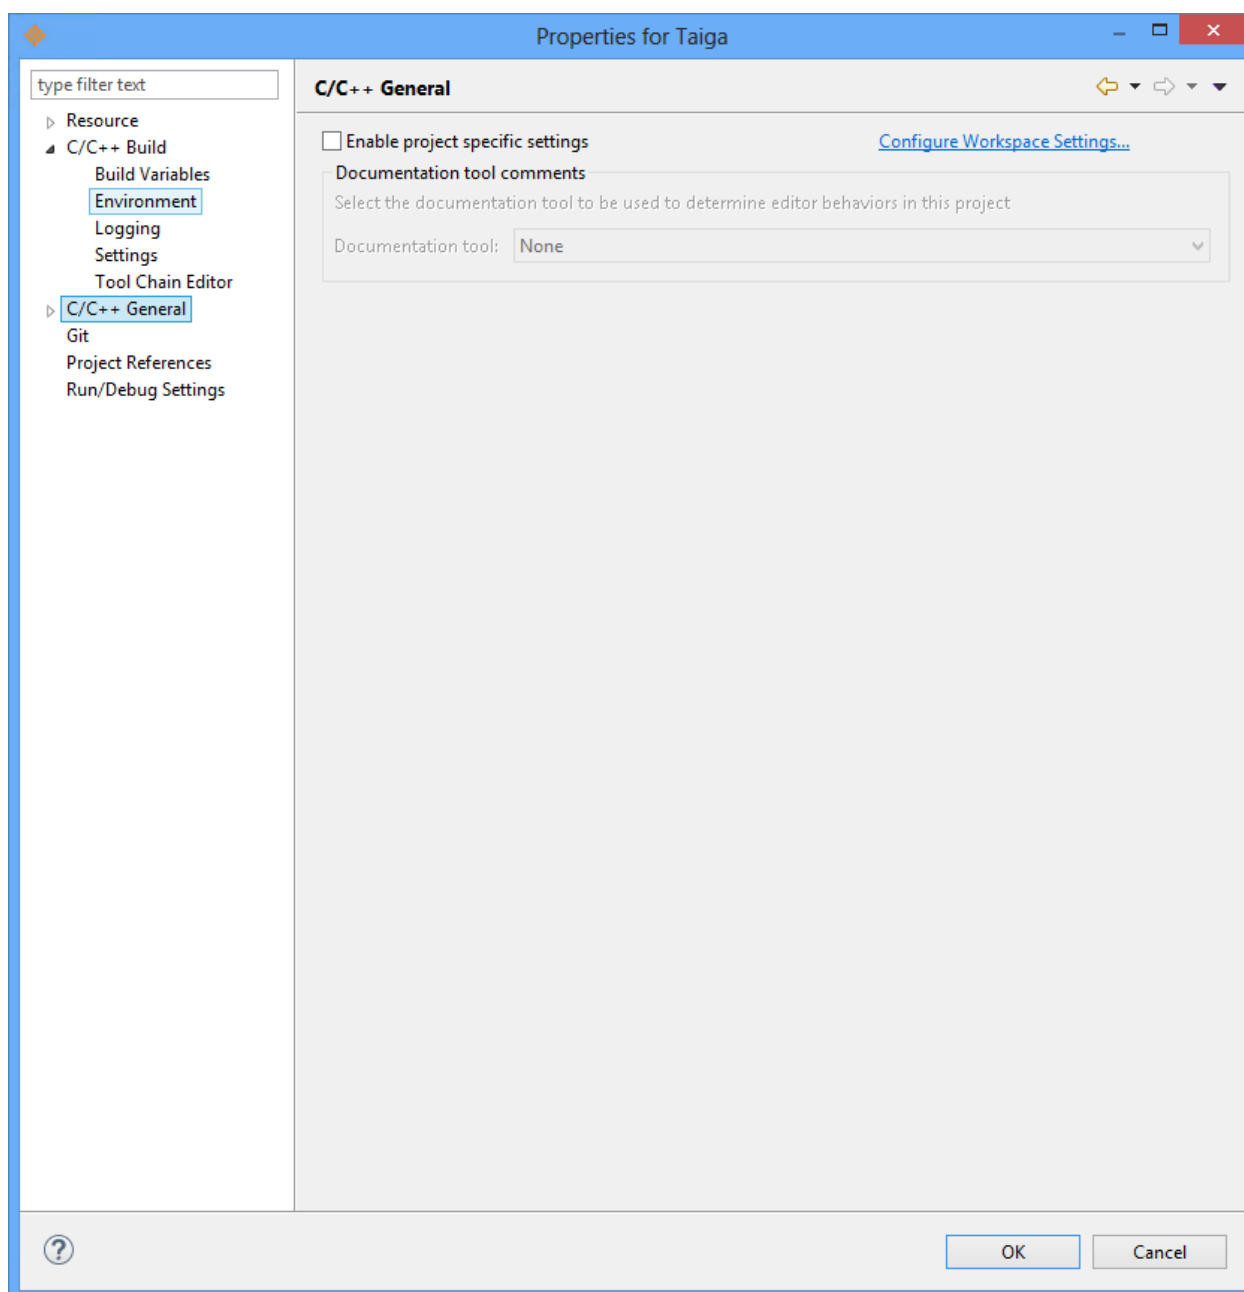 Properties for Taiga
type filter text
Resource
C/C++ Build
Build Variables
Environment
Logging
Settings
Tool Chain Editor
C/C++ General
Git
Project References
Run/Debug Settings
C/C++ General
Enable project specific settings
Configure Workspace Settings...
Documentation tool comments
Select the documentation tool to be used to determine editor behaviors in this project
Documentation tool: None
?
OK Cancel